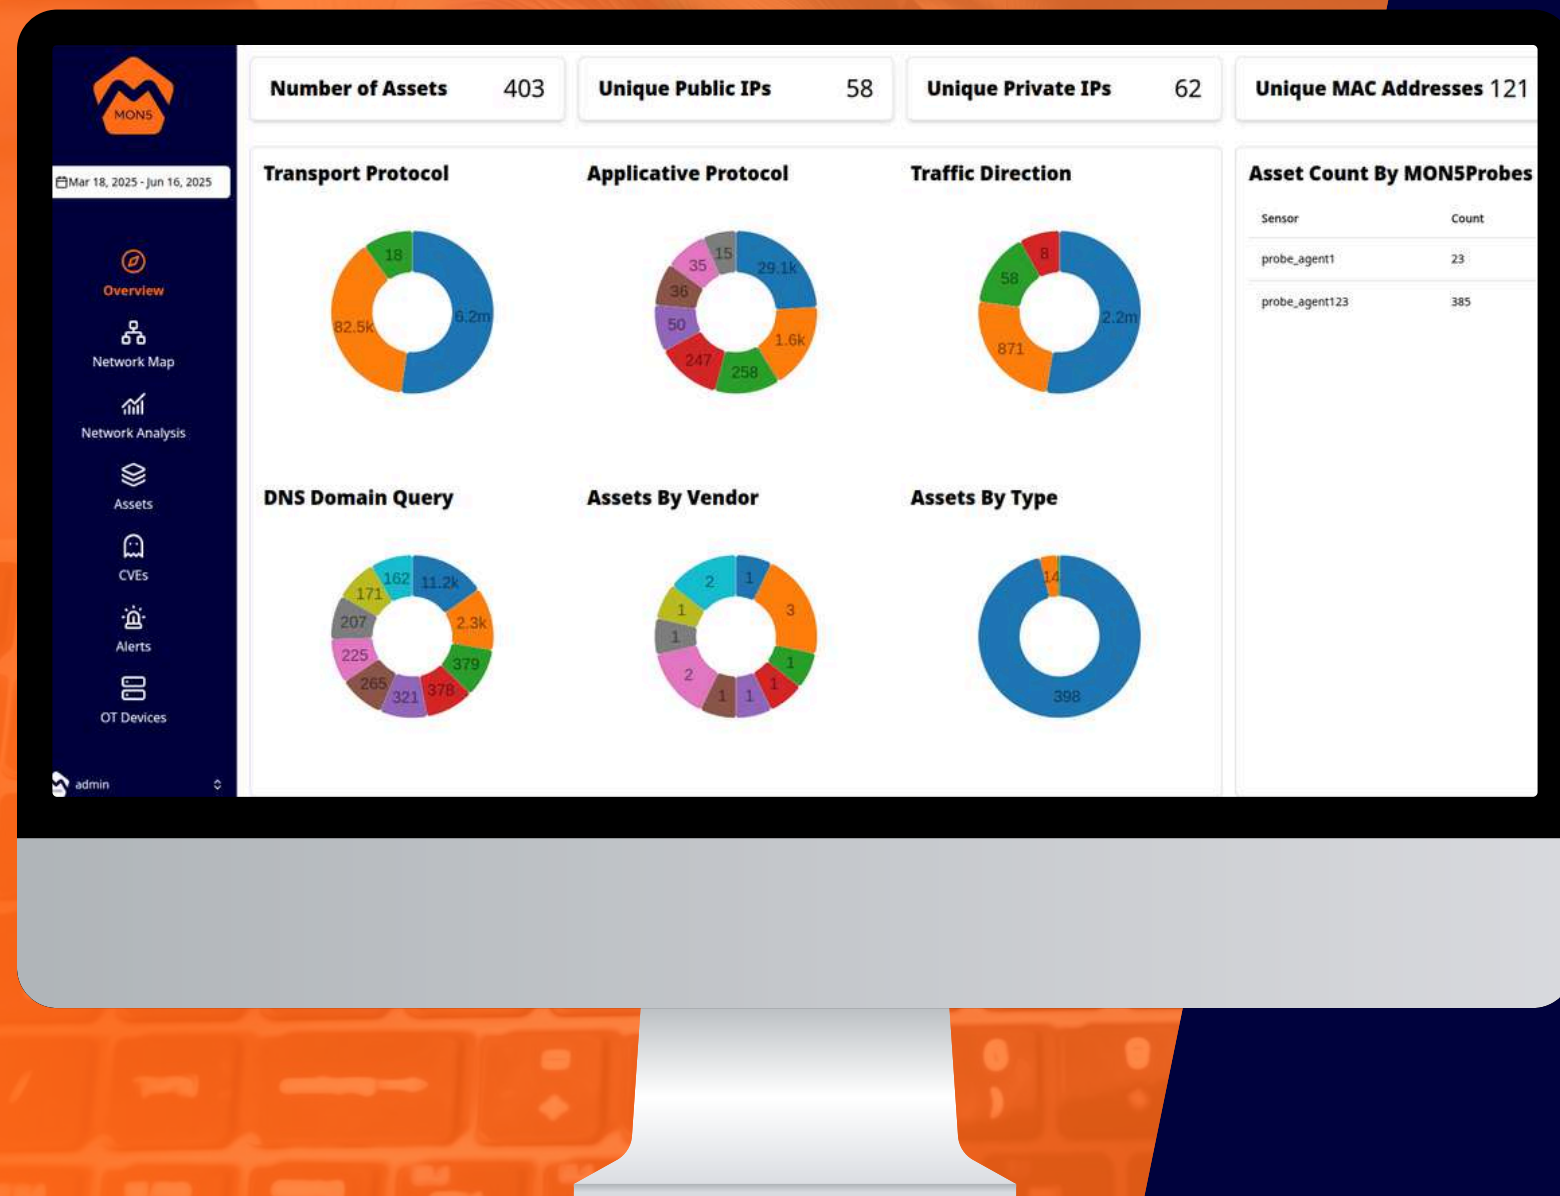 MON5
Mar 18, 2025 - Jun 16, 2025
Overview
Network Map
Network Analysis
Assets
CVEs
Alerts
OT Devices
admin
Number of Assets 403
Unique Public IPs 58
Unique Private IPs 62
Unique MAC Addresses 121
Transport Protocol
18
82.5k
6.2m
Applicative Protocol
15
29.1k
35
36
50
1.6k
247
258
Traffic Direction
8
58
2.2m
871
DNS Domain Query
162
11.2k
171
207
2.3k
225
379
265
321
378
Assets By Vendor
2
1
1
3
1
1
2
1
1
1
Assets By Type
14
398
Asset Count By MON5Probes
Sensor Count
probe_agent1 23
probe_agent123 385